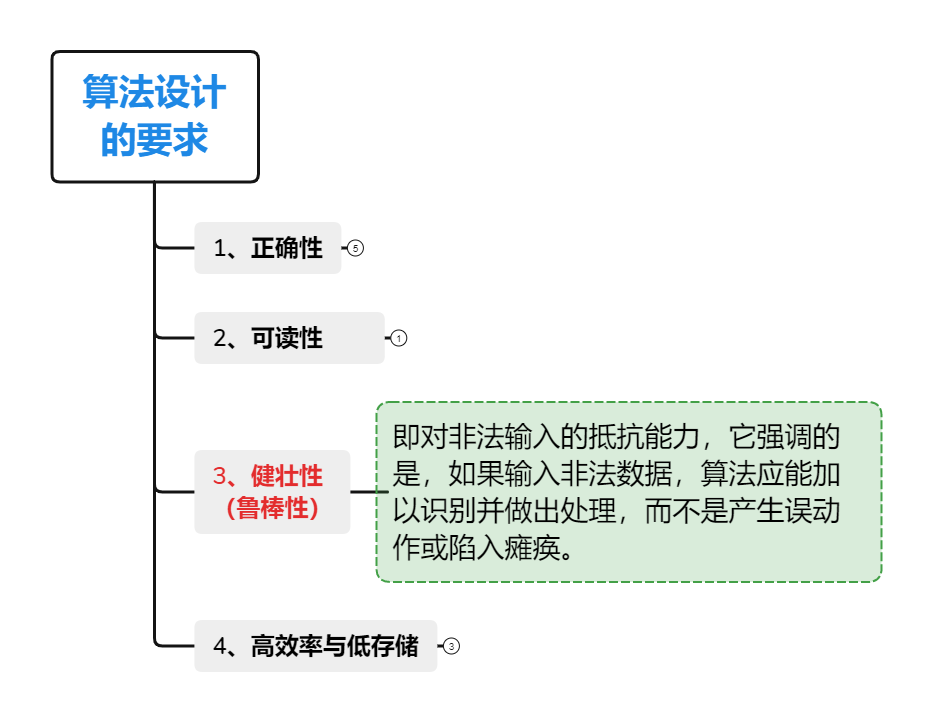 算法设计
的要求
1、正确性
5
2、可读性
1
3、健壮性
（鲁棒性）
即对非法输入的抵抗能力，它强调的
是，如果输入非法数据，算法应能加
以识别并做出处理，而不是产生误动
作或陷入瘫痪。
4、高效率与低存储
3